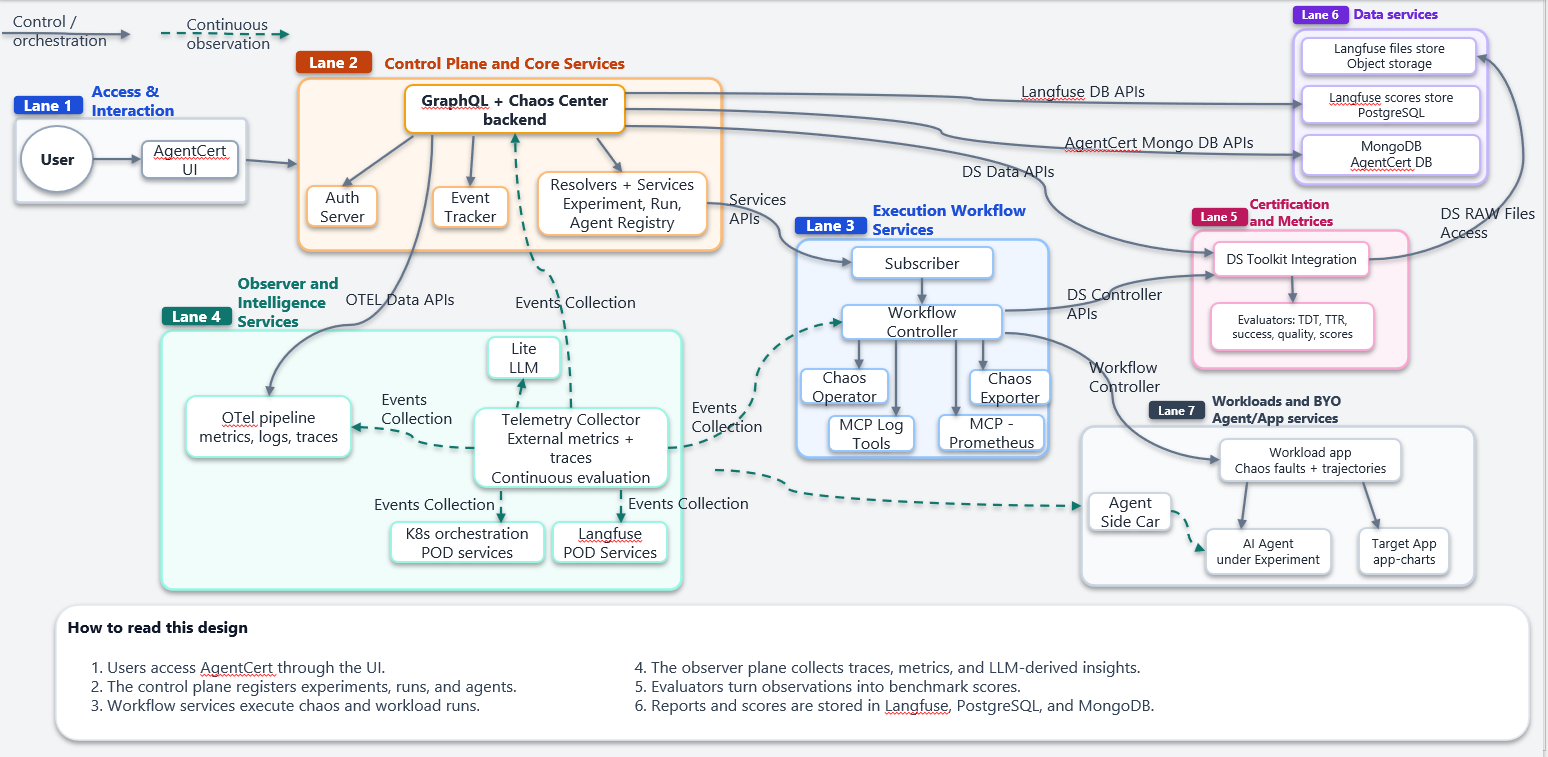 Control /
orchestration
Continuous
observation
Lane 1
Access &
Interaction
User
AgentCert
UI
Lane 2
Control Plane and Core Services
GraphQL + Chaos Center
backend
Auth
Server
Event
Tracker
Resolvers + Services
Experiment, Run,
Agent Registry
Services
APIs
Langfuse DB APIs
AgentCert Mongo DB APIs
DS Data APIs
Lane 6
Data services
Langfuse files store
Object storage
Langfuse scores store
PostgreSQL
MongoDB
AgentCert DB
Lane 3
Execution Workflow
Services
Subscriber
Workflow
Controller
Chaos
Operator
Chaos
Exporter
MCP Log
Tools
MCP -
Prometheus
DS Controller
APIs
Workflow
Controller
Lane 5
Certification
and Metrices
DS Toolkit Integration
Evaluators: TDT, TTR,
success, quality, scores
DS RAW Files
Access
Lane 4
Observer and
Intelligence
Services
OTEL Data APIs
Events Collection
Lite
LLM
OTel pipeline
metrics, logs, traces
Events
Collection
Telemetry Collector
External metrics +
traces
Continuous evaluation
Events
Collection
Events Collection
Events Collection
K8s orchestration
POD services
Langfuse
POD Services
Lane 7
Workloads and BYO
Agent/App services
Workload app
Chaos faults + trajectories
Agent
Side Car
AI Agent
under Experiment
Target App
app-charts
How to read this design
1. Users access AgentCert through the UI.
2. The control plane registers experiments, runs, and agents.
3. Workflow services execute chaos and workload runs.
4. The observer plane collects traces, metrics, and LLM-derived insights.
5. Evaluators turn observations into benchmark scores.
6. Reports and scores are stored in Langfuse, PostgreSQL, and MongoDB.